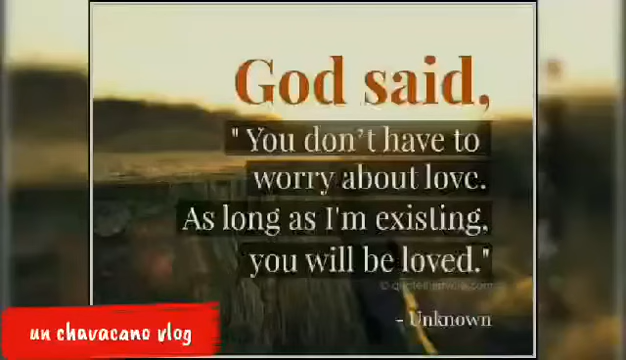 God said,
" You don't have to
worry about love.
As long as I'm existing,
you will be loved."
- Unknown
un chavacano vlog